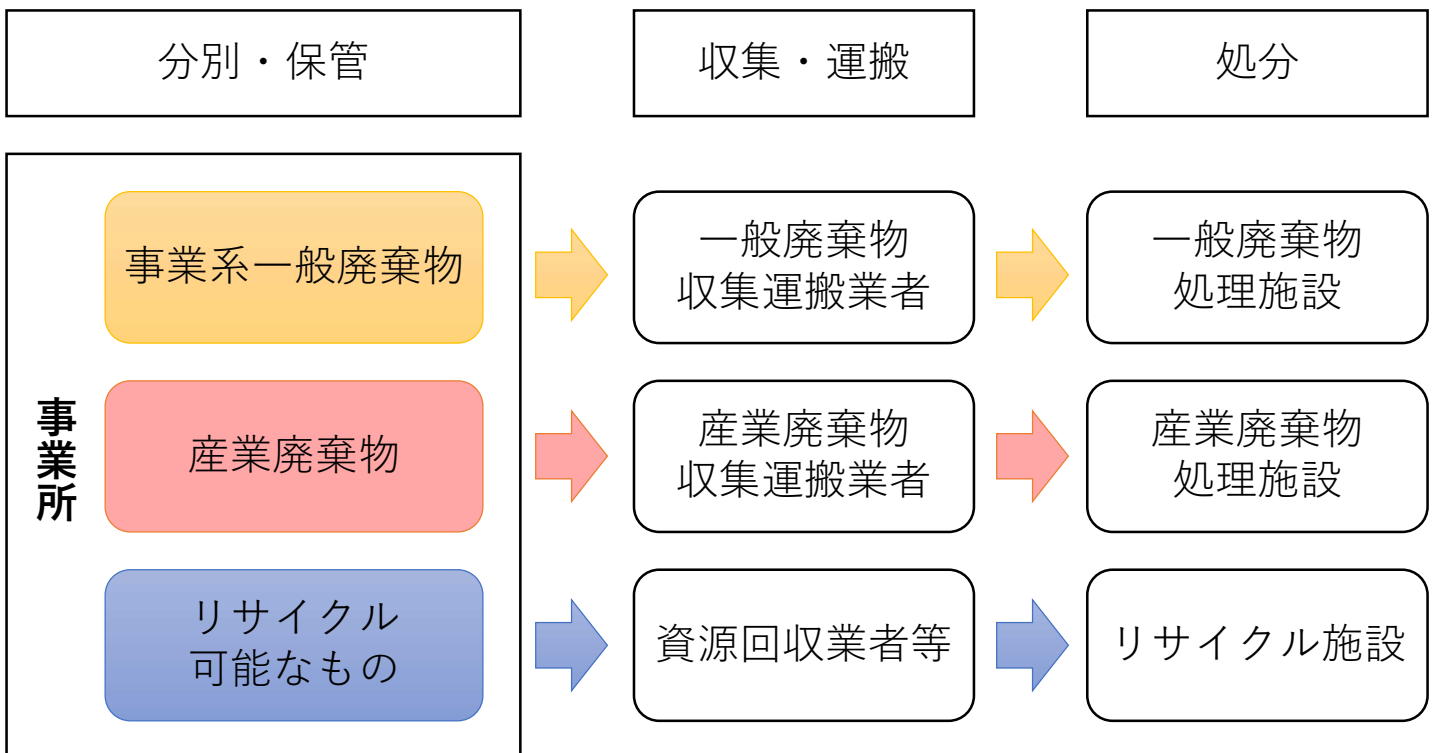 分別・保管
収集・運搬
処分
事業所
事業系一般廃棄物
一般廃棄物
収集運搬業者
一般廃棄物
処理施設
産業廃棄物
産業廃棄物
収集運搬業者
産業廃棄物
処理施設
リサイクル
可能なもの
資源回収業者等
リサイクル施設